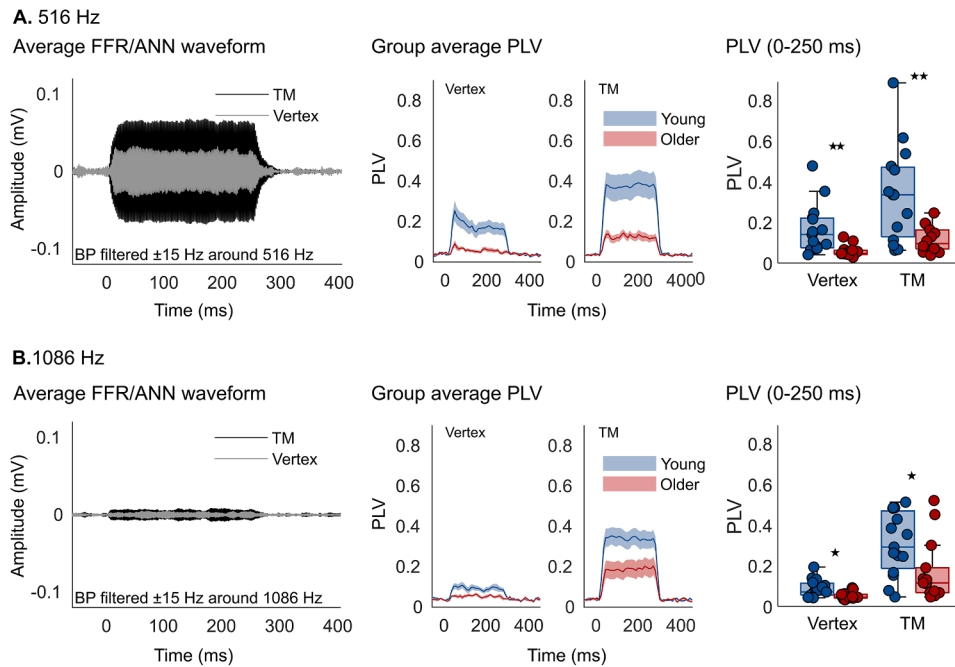 A. 516 Hz
Average FFR/ANN waveform
Group average PLV
PLV (0-250 ms)
0.1
0
-0.1
Amplitude (mV)
TM
Vertex
BP filtered ±15 Hz around 516 Hz
0 100 200 300 400
Time (ms)
Vertex
TM
0.8
0.6
0.4
0.2
0
PLV
0.8
0.6
0.4
0.2
0
Young
Older
0 200 400 0 200 4000
Time (ms)
0.8
0.6
0.4
0.2
0
PLV
★★
★★
Vertex TM
B.1086 Hz
Average FFR/ANN waveform
Group average PLV
PLV (0-250 ms)
0.1
0
-0.1
Amplitude (mV)
TM
Vertex
BP filtered ±15 Hz around 1086 Hz
0 100 200 300 400
Time (ms)
Vertex
TM
0.8
0.6
0.4
0.2
0
PLV
0.8
0.6
0.4
0.2
0
Young
Older
0 200 400 0 200 400
Time (ms)
0.8
0.6
0.4
0.2
0
PLV
★
★
Vertex TM